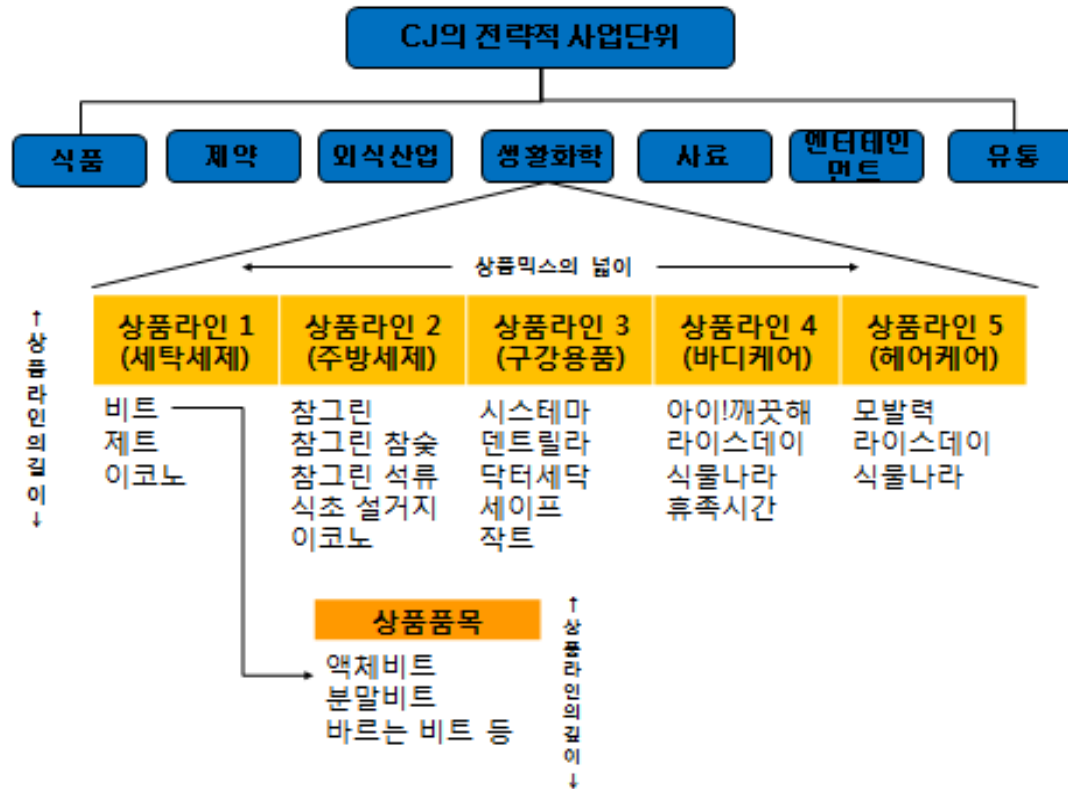 CJ의 전략적 사업단위
식품
제약
외식산업
생활화학
사료
엔터테인
먼트
유통
상품믹스의 넓이
↑상품라인의길이↓
상품라인 1
(세탁세제)
상품라인 2
(주방세제)
상품라인 3
(구강용품)
상품라인 4
(바디케어)
상품라인 5
(헤어케어)
비트
제트
이코노
참그린
참그린 참숯
참그린 석류
식초 설거지
이코노
시스테마
덴트릴라
닥터세닥
세이프
작트
아이!깨끗해
라이스데이
식물나라
휴족시간
모발력
라이스데이
식물나라
상품품목
액체비트
분말비트
바르는 비트 등
↑상품라인의깊이↓